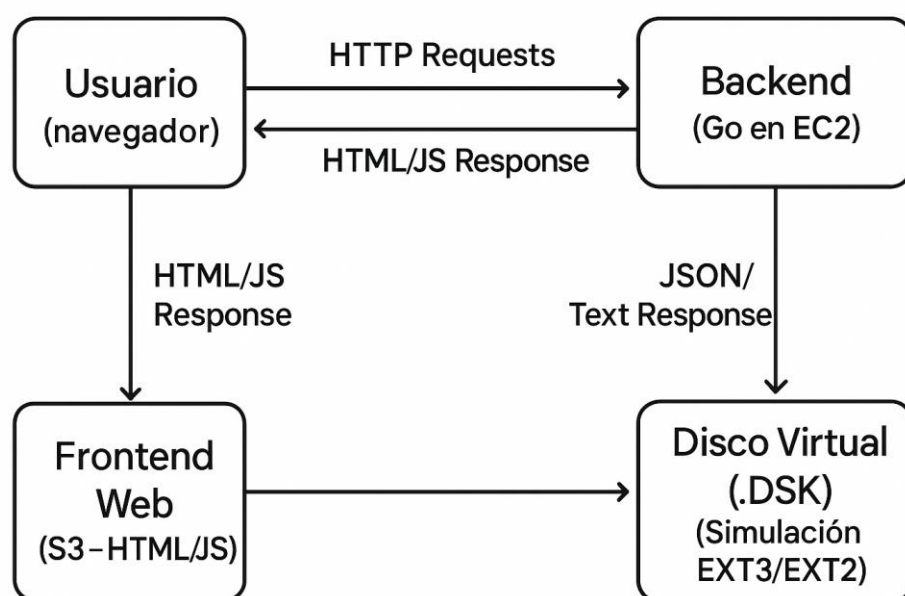 Usuario
(navegador)
HTTP Requests
HTML/JS Response
Backend
(Go en EC2)
HTML/JS
Response
JSON/
Text Response
Frontend
Web
(S3–HTML/JS)
Disco Virtual
(.DSK)
(Simulación
EXT3/EXT2)